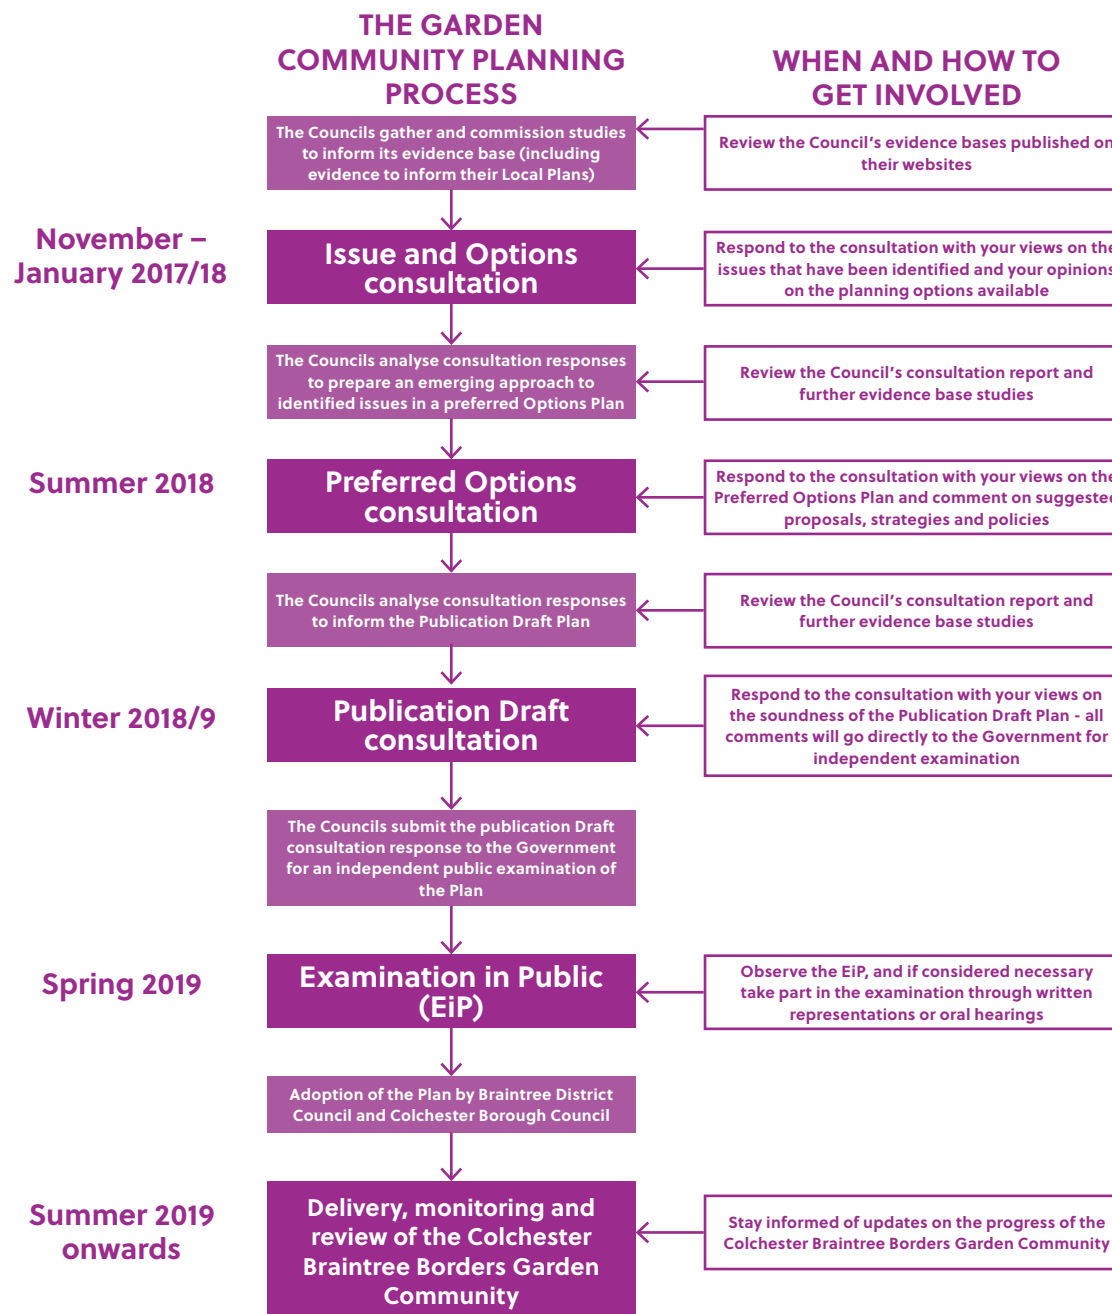 THE GARDEN
COMMUNITY PLANNING
PROCESS
WHEN AND HOW TO
GET INVOLVED
The Councils gather and commission studies
to inform its evidence base (including
evidence to inform their Local Plans)
Review the Council’s evidence bases published on
their websites
November –
January 2017/18
Issue and Options
consultation
Respond to the consultation with your views on the
issues that have been identified and your opinions
on the planning options available
The Councils analyse consultation responses
to prepare an emerging approach to
identified issues in a preferred Options Plan
Review the Council’s consultation report and
further evidence base studies
Summer 2018
Preferred Options
consultation
Respond to the consultation with your views on the
Preferred Options Plan and comment on suggested
proposals, strategies and policies
The Councils analyse consultation responses
to inform the Publication Draft Plan
Review the Council’s consultation report and
further evidence base studies
Winter 2018/9
Publication Draft
consultation
Respond to the consultation with your views on
the soundness of the Publication Draft Plan - all
comments will go directly to the Government for
independent examination
The Councils submit the publication Draft
consultation response to the Government
for an independent public examination of
the Plan
Spring 2019
Examination in Public
(EiP)
Observe the EiP, and if considered necessary
take part in the examination through written
representations or oral hearings
Adoption of the Plan by Braintree District
Council and Colchester Borough Council
Summer 2019
onwards
Delivery, monitoring and
review of the Colchester
Braintree Borders Garden
Community
Stay informed of updates on the progress of the
Colchester Braintree Borders Garden Community